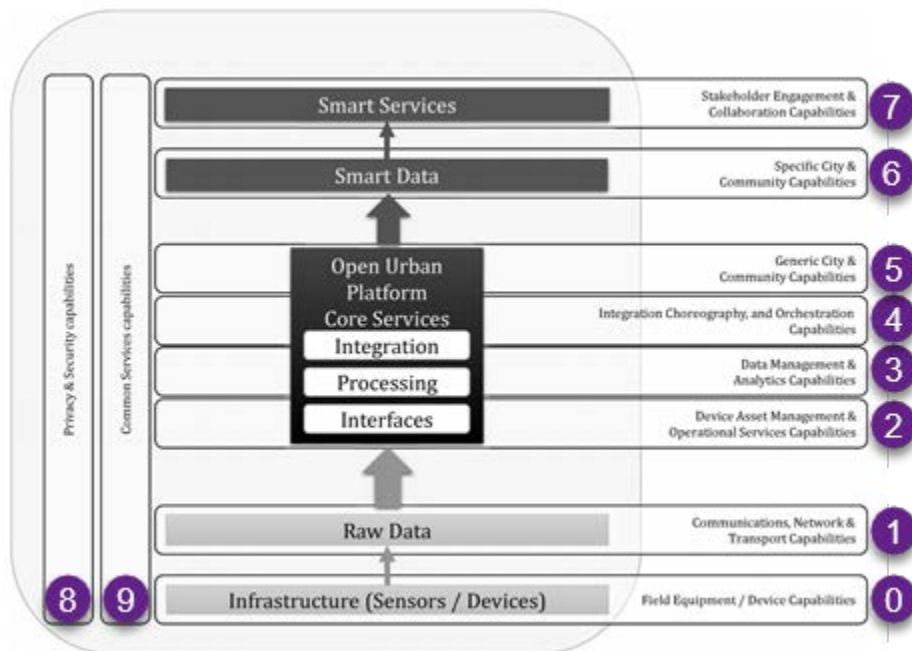 Smart Services
Stakeholder Engagement &
Collaboration Capabilities
7
Smart Data
Specific City &
Community Capabilities
6
Open Urban
Platform
Core Services
Integration
Processing
Interfaces
Generic City &
Community Capabilities
5
Integration Choreography, and Orchestration
Capabilities
4
Data Management &
Analytics Capabilities
3
Device Asset Management &
Operational Services Capabilities
2
Raw Data
Communications, Network &
Transport Capabilities
1
Infrastructure (Sensors / Devices)
Field Equipment / Device Capabilities
0
Privacy & Security capabilities
8
Common Services capabilities
9